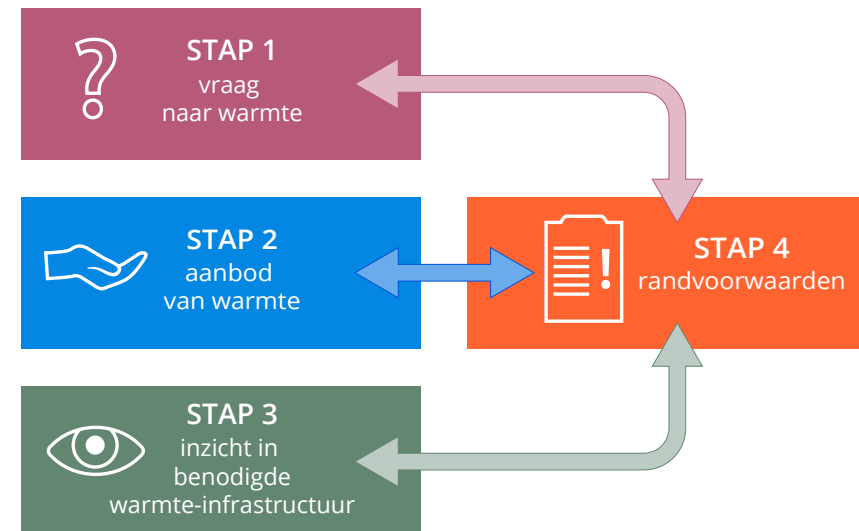 STAP 1
vraag
naar warmte
STAP 2
aanbod
van warmte
STAP 3
inzicht in
benodigde
warmte-infrastructuur
STAP 4
randvoorwaarden